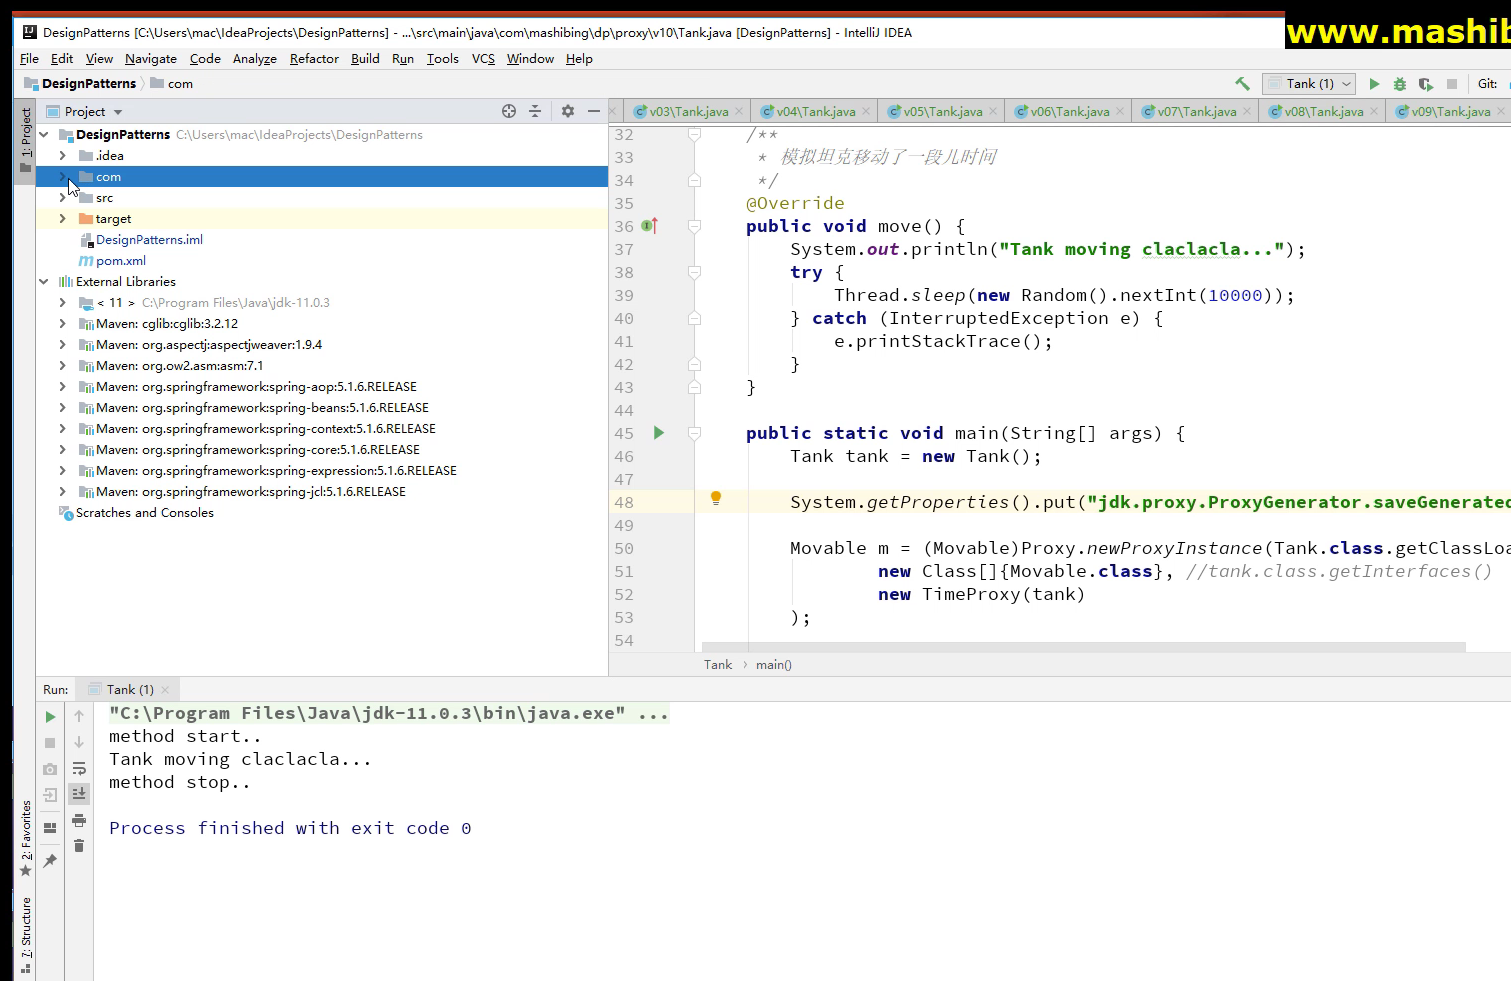 www.mashib
DesignPatterns [C:\Users\mac\IdeaProjects\DesignPatterns] - ...\src\main\java\com\mashibing\dp\proxy\v10\Tank.java [DesignPatterns] - IntelliJ IDEA
File Edit View Navigate Code Analyze Refactor Build Run Tools VCS Window Help
DesignPatterns com
Tank (1) Git:
1: Project
Project
v03\Tank.java v04\Tank.java v05\Tank.java v06\Tank.java v07\Tank.java v08\Tank.java v09\Tank.java
DesignPatterns C:\Users\mac\IdeaProjects\DesignPatterns
.idea
com
src
target
DesignPatterns.iml
pom.xml
External Libraries
< 11 > C:\Program Files\Java\jdk-11.0.3
Maven: cglib:cglib:3.2.12
Maven: org.aspectj:aspectjweaver:1.9.4
Maven: org.ow2.asm:asm:7.1
Maven: org.springframework:spring-aop:5.1.6.RELEASE
Maven: org.springframework:spring-beans:5.1.6.RELEASE
Maven: org.springframework:spring-context:5.1.6.RELEASE
Maven: org.springframework:spring-core:5.1.6.RELEASE
Maven: org.springframework:spring-expression:5.1.6.RELEASE
Maven: org.springframework:spring-jcl:5.1.6.RELEASE
Scratches and Consoles
32 /**
33 * 模拟坦克移动了一段儿时间
34 */
35 @Override
36 public void move() {
37 System.out.println("Tank moving claclacla...");
38 try {
39 Thread.sleep(new Random().nextInt(10000));
40 } catch (InterruptedException e) {
41 e.printStackTrace();
42 }
43 }
44
45 public static void main(String[] args) {
46 Tank tank = new Tank();
47
48 System.getProperties().put("jdk.proxy.ProxyGenerator.saveGenerated
49
50 Movable m = (Movable)Proxy.newProxyInstance(Tank.class.getClassLoa
51 new Class[]{Movable.class}, //tank.class.getInterfaces()
52 new TimeProxy(tank)
53 );
54
Tank main()
Run: Tank (1)
"C:\Program Files\Java\jdk-11.0.3\bin\java.exe" ...
method start..
Tank moving claclacla...
method stop..
Process finished with exit code 0
2: Favorites
7: Structure